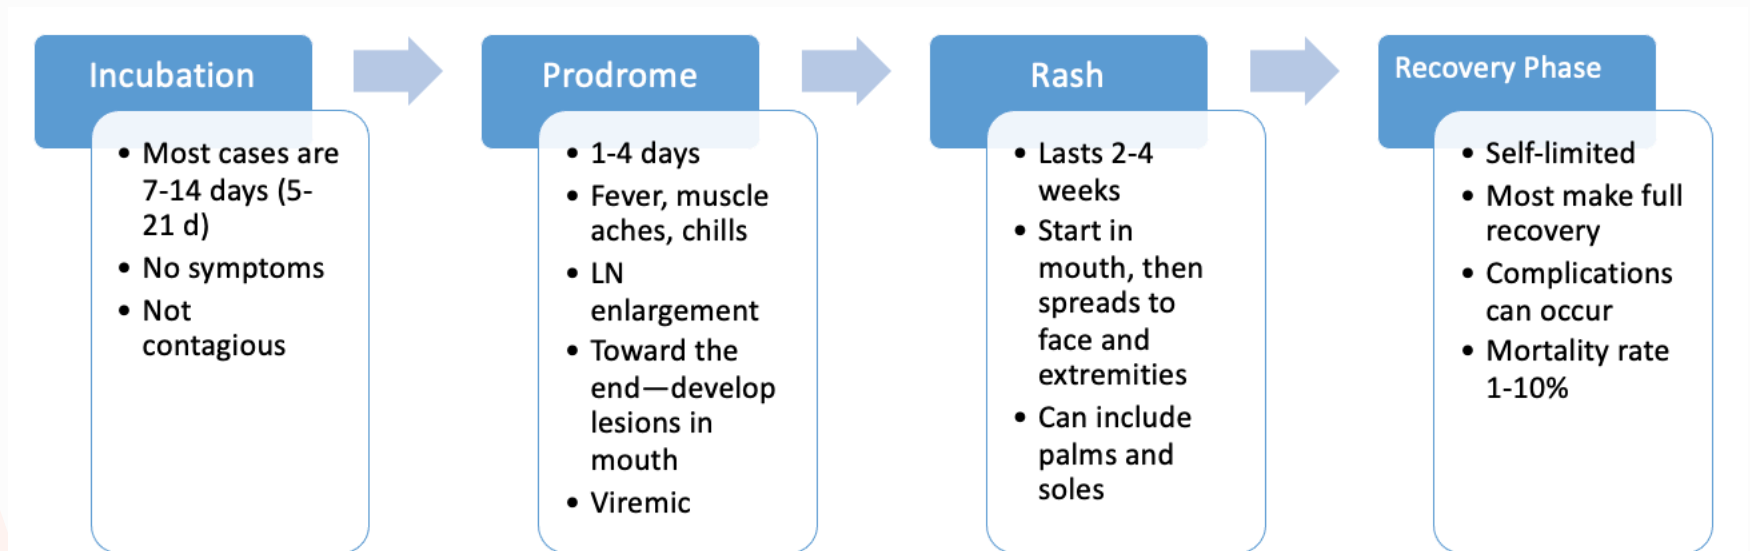 Incubation
• Most cases are
7-14 days (5-
21 d)
• No symptoms
• Not
contagious
Prodrome
• 1-4 days
• Fever, muscle
aches, chills
• LN
enlargement
• Toward the
end—develop
lesions in
mouth
• Viremic
Rash
• Lasts 2-4
weeks
• Start in
mouth, then
spreads to
face and
extremities
• Can include
palms and
soles
Recovery Phase
• Self-limited
• Most make full
recovery
• Complications
can occur
• Mortality rate
1-10%